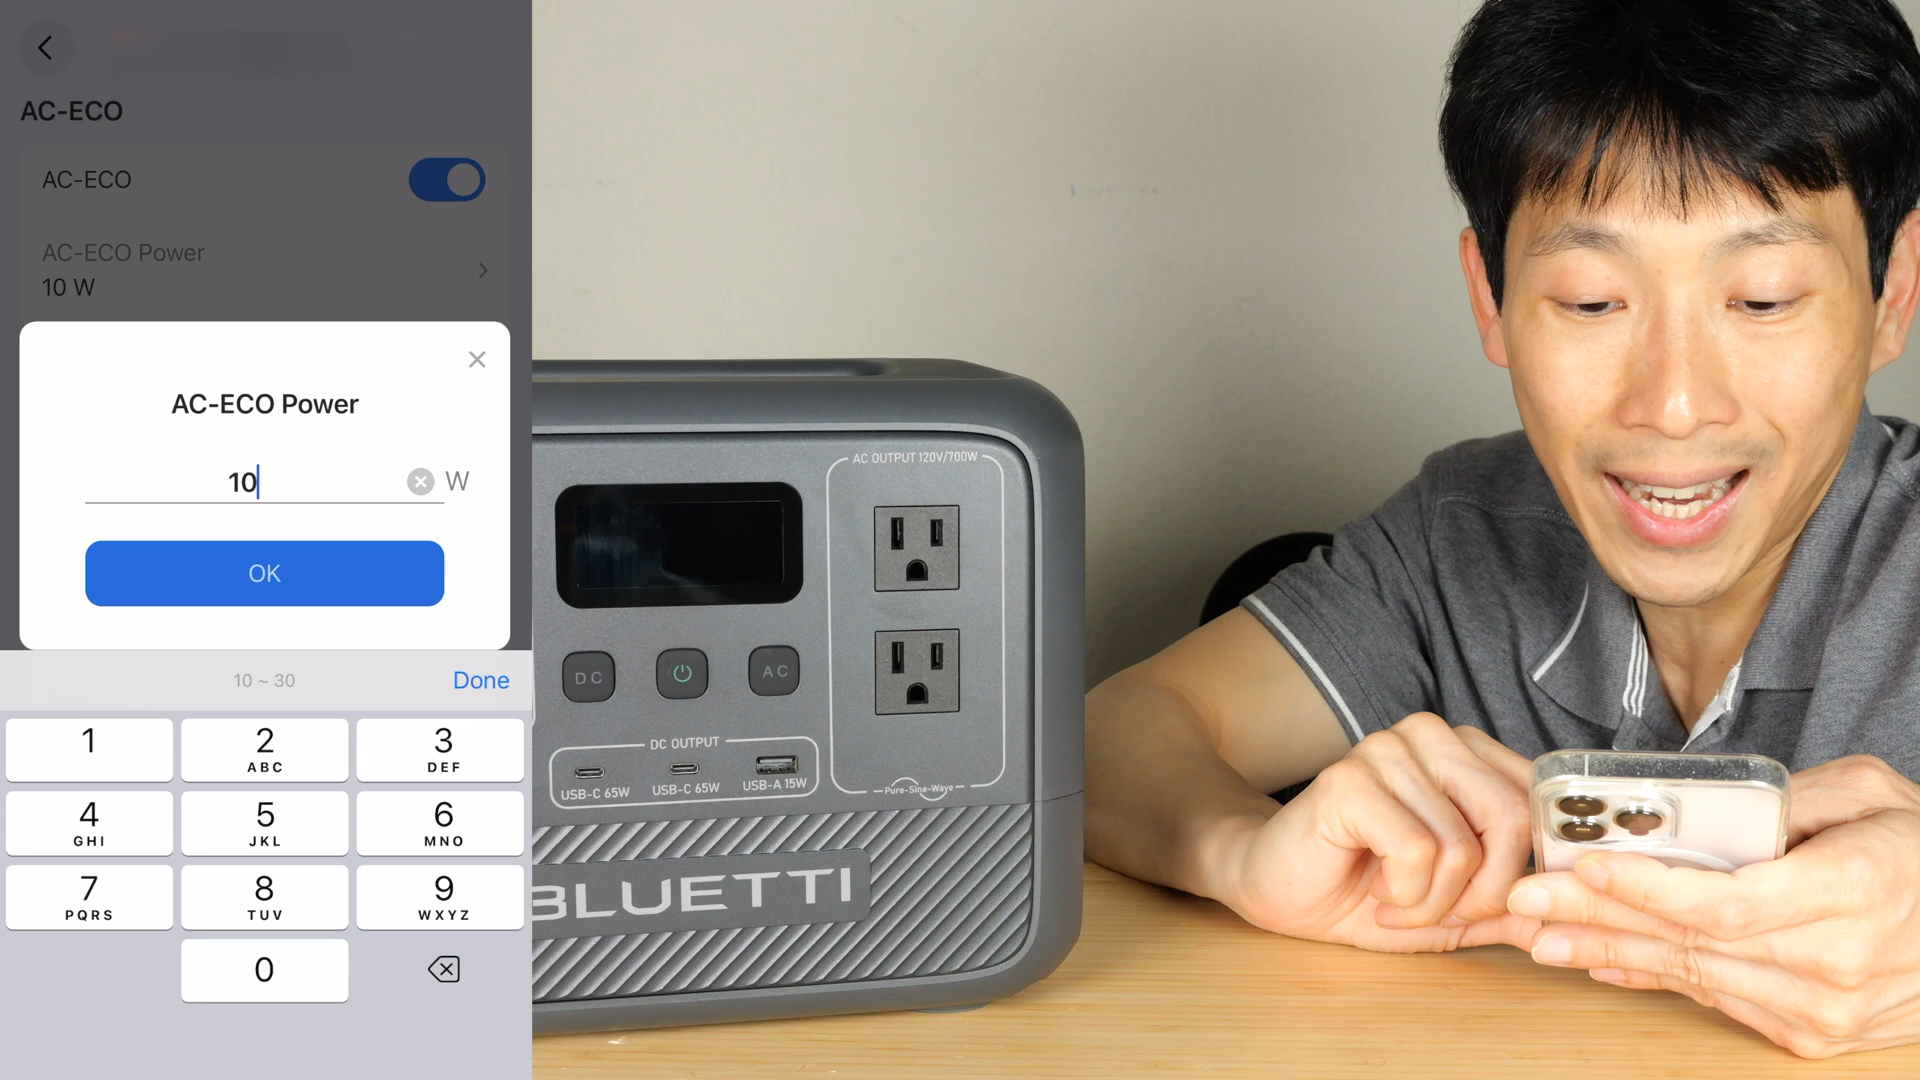 AC-ECO
AC-ECO
AC-ECO Power
10 W
AC-ECO Power
10 W
OK
10 ~ 30
Done
1
2
ABC
3
DEF
4
GHI
5
JKL
6
MNO
7
PQRS
8
TUV
9
WXYZ
0
AC OUTPUT 120V/700W
DC
AC
DC OUTPUT
USB-C 65W
USB-C 65W
USB-A 15W
Pure-Sine-Wave
BLUETTI